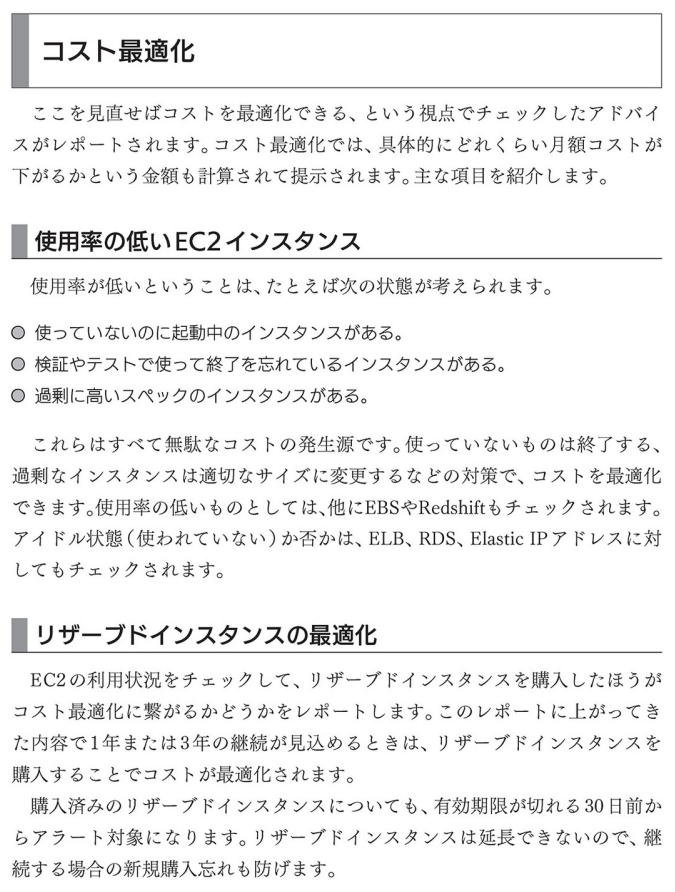 コスト最適化
ここを見直せばコストを最適化できる、という視点でチェックしたアドバイ
スがレポートされます。コスト最適化では、具体的にどれくらい月額コストが
下がるかという金額も計算されて提示されます。主な項目を紹介します。
使用率の低いEC2インスタンス
使用率が低いということは、たとえば次の状態が考えられます。
● 使っていないのに起動中のインスタンスがある。
● 検証やテストで使って終了を忘れているインスタンスがある。
● 過剰に高いスペックのインスタンスがある。
これらはすべて無駄なコストの発生源です。使っていないものは終了する、
過剰なインスタンスは適切なサイズに変更するなどの対策で、コストを最適化
できます。使用率の低いものとしては、他にEBSやRedshiftもチェックされます。
アイドル状態（使われていない）か否かは、ELB、RDS、Elastic IPアドレスに対
してもチェックされます。
リザーブドインスタンスの最適化
EC2の利用状況をチェックして、リザーブドインスタンスを購入したほうが
コスト最適化に繋がるかどうかをレポートします。このレポートに上がってき
た内容で1年または3年の継続が見込めるときは、リザーブドインスタンスを
購入することでコストが最適化されます。
購入済みのリザーブドインスタンスについても、有効期限が切れる30日前か
らアラート対象になります。リザーブドインスタンスは延長できないので、継
続する場合の新規購入忘れも防げます。